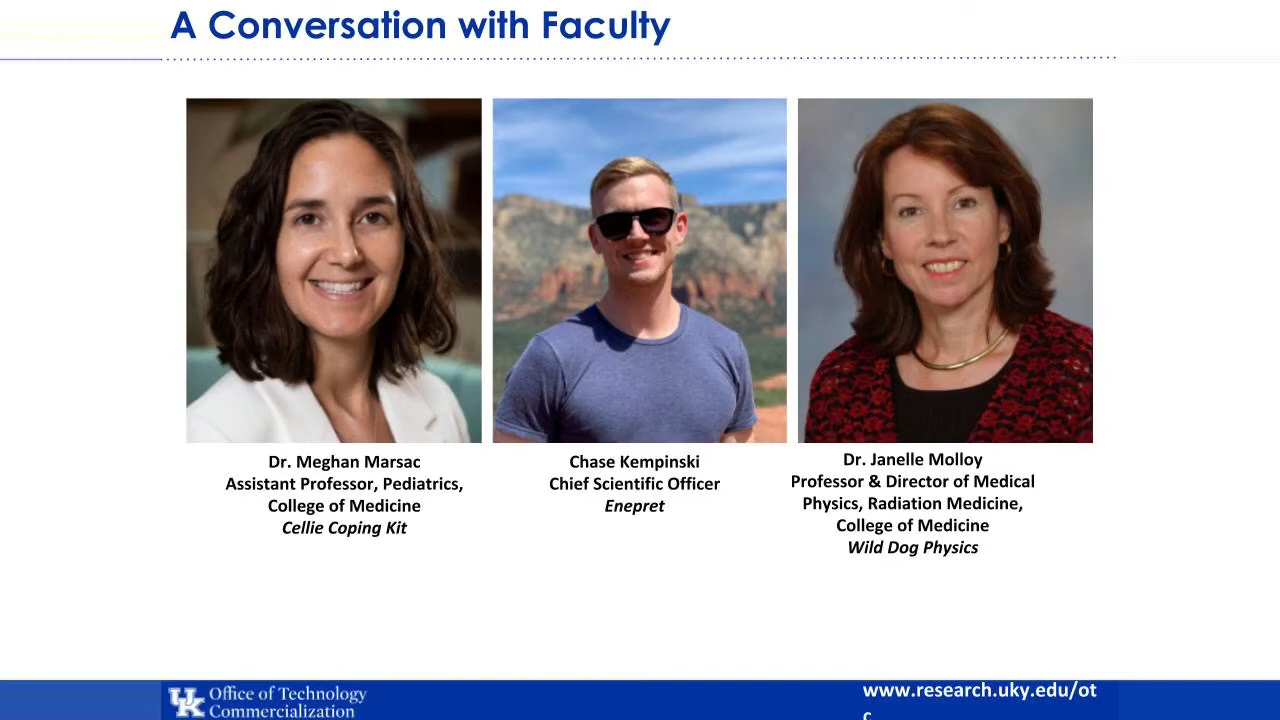 A Conversation with Faculty
Dr. Meghan Marsac
Assistant Professor, Pediatrics,
College of Medicine
Cellie Coping Kit
Chase Kempinski
Chief Scientific Officer
Enepret
Dr. Janelle Molloy
Professor & Director of Medical
Physics, Radiation Medicine,
College of Medicine
Wild Dog Physics
UK
Office of Technology
Commercialization
www.research.uky.edu/ot
c